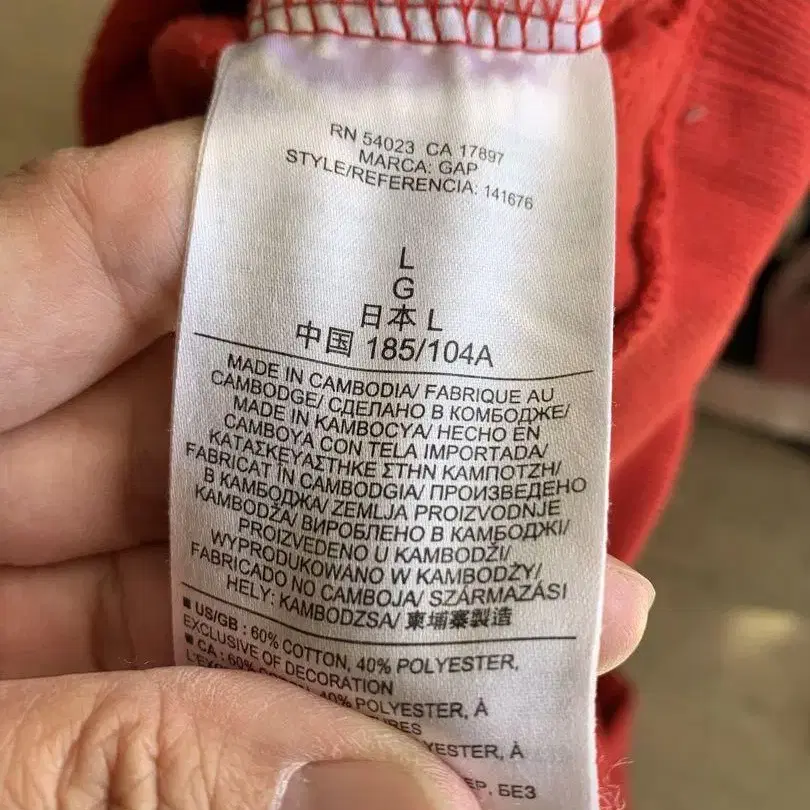 RN 54023 CA 17897
MARCA: GAP
STYLE/REFERENCIA: 141676
L
G
日本 L
中国 185/104A
MADE IN CAMBODIA/ FABRIQUE AU
CAMBODGE/ СДЕЛАНО В КОМБОДЖЕ/
MADE IN KAMBOCYA/ HECHO EN
CAMBOYA CON TELA IMPORTADA/
ΚΑΤΑΣΚΕΥΑΣΤΗΚΕ ΣΤΗΝ ΚΑΜΠΟΤΖΗ/
FABRICAT ÎN CAMBODGIA/ ПРОИЗВЕДЕНО
В КАМБОДЖА/ ZEMLJA PROIZVODNJE
KAMBODŽA/ ВИРОБЛЕНО В КАМБОДЖІ/
PROIZVEDENO U KAMBODŽI/
WYPRODUKOWANO W KAMBODŻY/
FABRICADO NO CAMBOJA/ SZÁRMAZÁSI
HELY: KAMBODZSA/ 柬埔寨製造
■ US/GB : 60% COTTON, 40% POLYESTER,
EXCLUSIVE OF DECORATION
■ CA : 60% COTTON, 40% POLYESTER, À